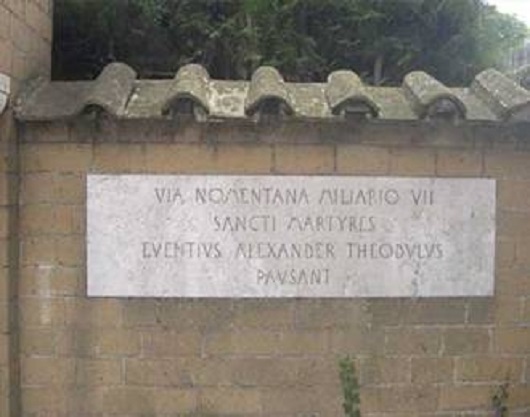 VIA NOMENTANA MILIARIO VII
SANCTI MARTYRES
EVENTIVS ALEXANDER THEODVLVS
PAVSANT